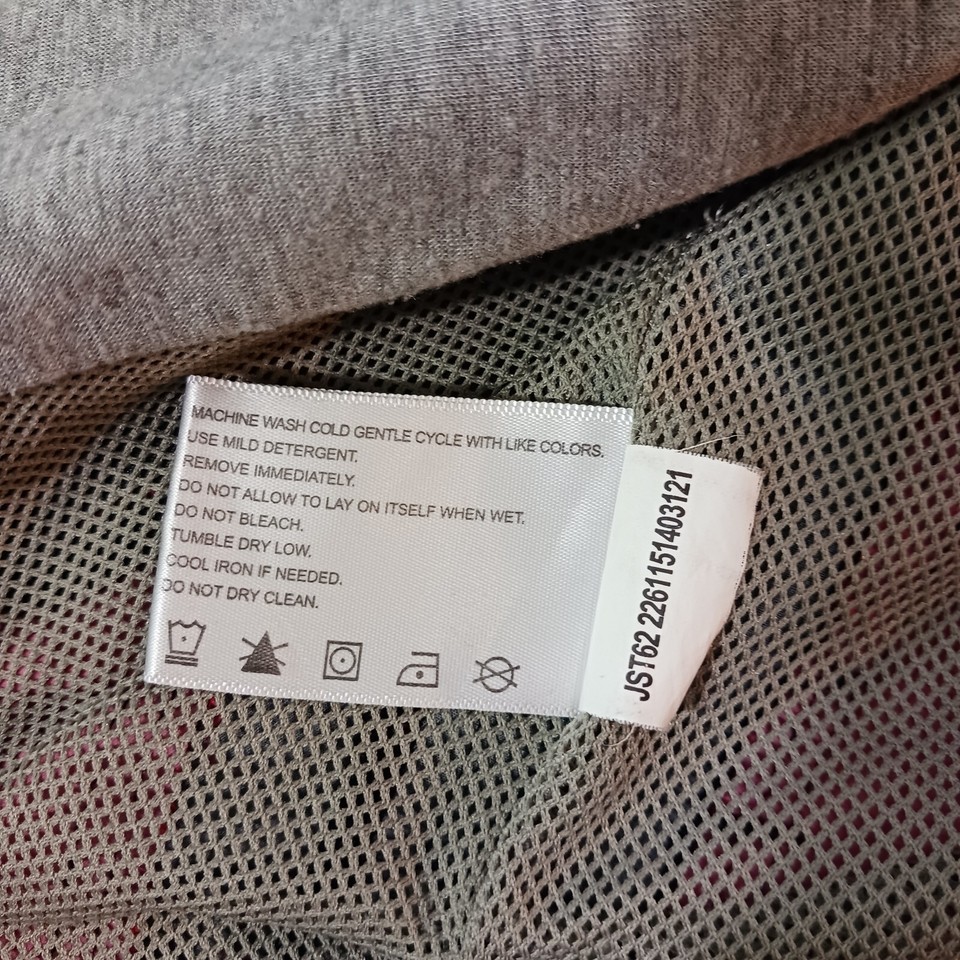 MACHINE WASH COLD GENTLE CYCLE WITH LIKE COLORS.
USE MILD DETERGENT.
REMOVE IMMEDIATELY.
DO NOT ALLOW TO LAY ON ITSELF WHEN WET.
DO NOT BLEACH.
TUMBLE DRY LOW.
COOL IRON IF NEEDED.
DO NOT DRY CLEAN.
JST62 2261151403121